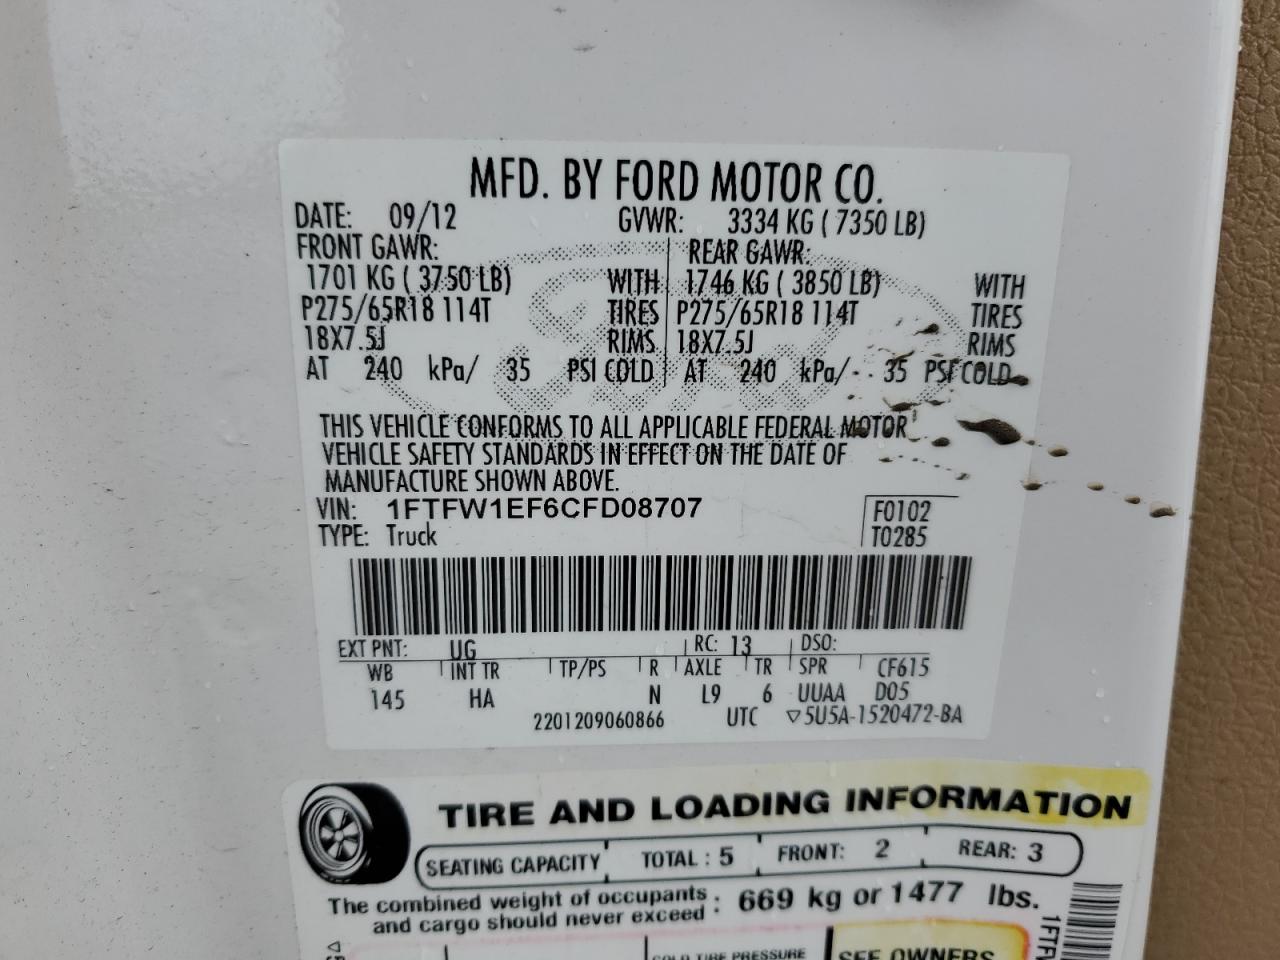 MFD. BY FORD MOTOR CO.
DATE: 09/12 GVWR: 3334 KG ( 7350 LB)
FRONT GAWR: REAR GAWR:
1701 KG ( 3750 LB) WITH 1746 KG ( 3850 LB) WITH
P275/65R18 114T TIRES P275/65R18 114T TIRES
18X7.5J RIMS 18X7.5J RIMS
AT 240 kPa/ 35 PSI COLD AT 240 kPa/ 35 PSI COLD
THIS VEHICLE CONFORMS TO ALL APPLICABLE FEDERAL MOTOR
VEHICLE SAFETY STANDARDS IN EFFECT ON THE DATE OF
MANUFACTURE SHOWN ABOVE.
VIN: 1FTFW1EF6CFD08707 F0102
TYPE: Truck T0285
EXT PNT: UG RC: 13 DSO:
WB INT TR TP/PS R AXLE TR SPR CF615
145 HA N L9 6 UUAA D05
2201209060866 UTC ▽5U5A-1520472-BA
TIRE AND LOADING INFORMATION
SEATING CAPACITY TOTAL : 5 FRONT: 2 REAR: 3
The combined weight of occupants : 669 kg or 1477 lbs.
and cargo should never exceed
COLD TIRE PRESSURE SEE OWNERS
1FTF